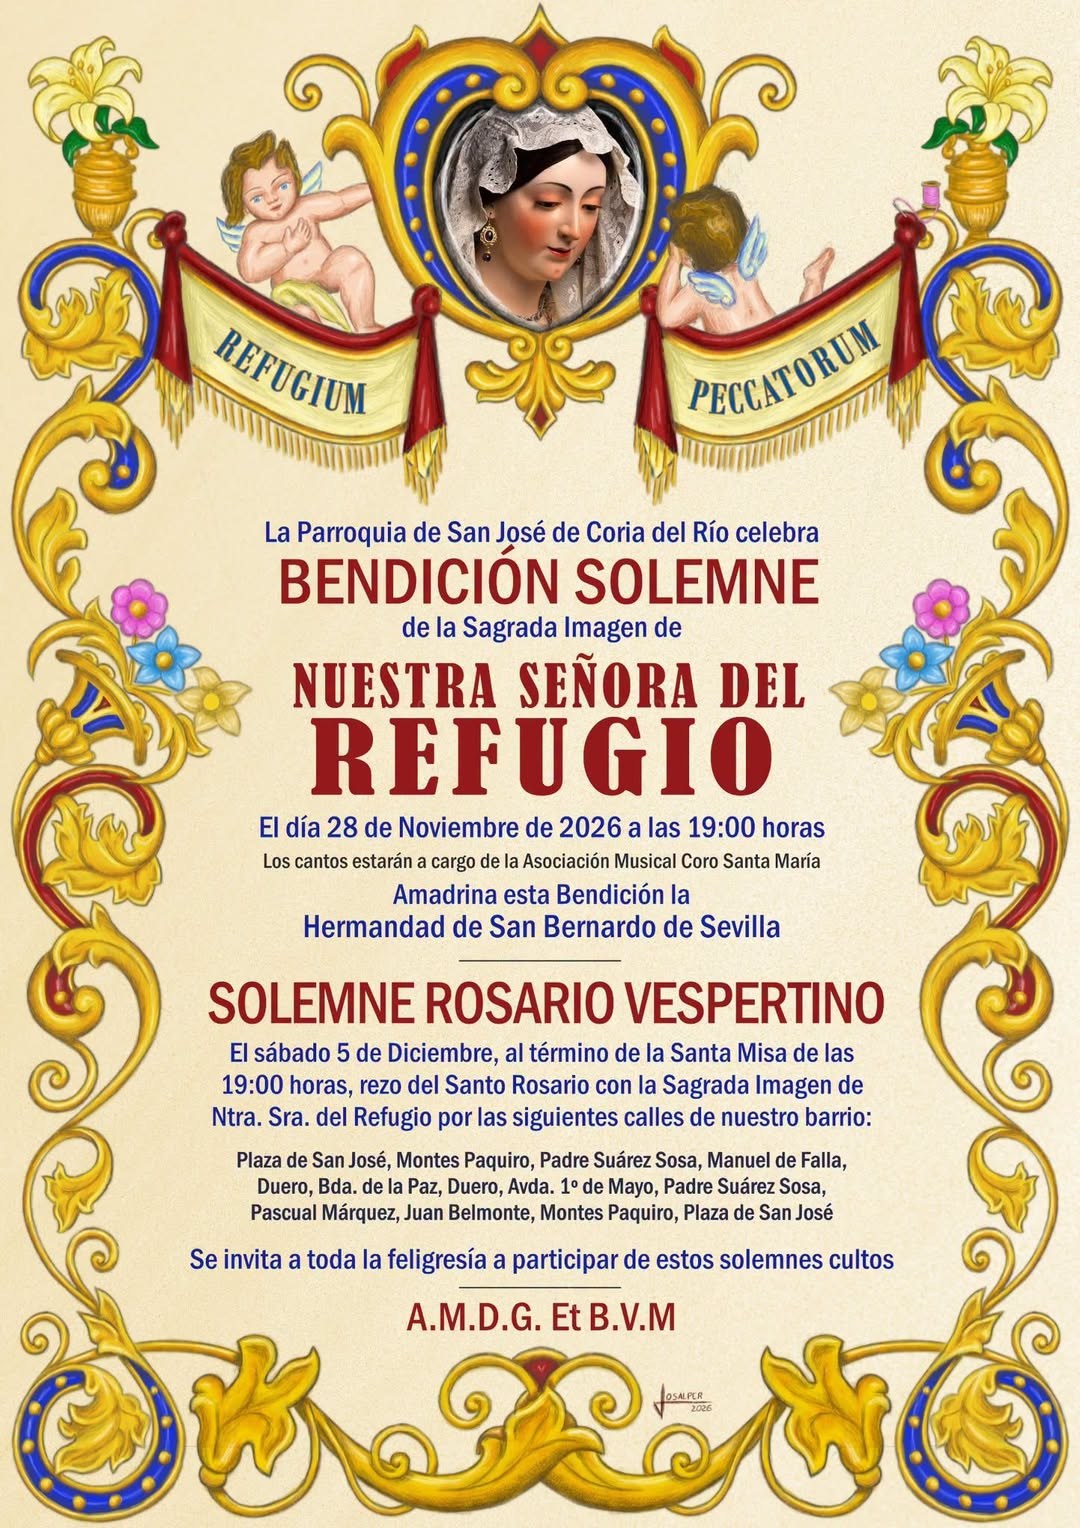 REFUGIUM
PECCATORUM
La Parroquia de San José de Coria del Río celebra
BENDICIÓN SOLEMNE
de la Sagrada Imagen de
NUESTRA SEÑORA DEL
REFUGIO
El día 28 de Noviembre de 2026 a las 19:00 horas
Los cantos estarán a cargo de la Asociación Musical Coro Santa María
Amadrina esta Bendición la
Hermandad de San Bernardo de Sevilla
SOLEMNE ROSARIO VESPERTINO
El sábado 5 de Diciembre, al término de la Santa Misa de las
19:00 horas, rezo del Santo Rosario con la Sagrada Imagen de
Ntra. Sra. del Refugio por las siguientes calles de nuestro barrio:
Plaza de San José, Montes Paquiro, Padre Suárez Sosa, Manuel de Falla,
Duero, Bda. de la Paz, Duero, Avda. 1º de Mayo, Padre Suárez Sosa,
Pascual Márquez, Juan Belmonte, Montes Paquiro, Plaza de San José
Se invita a toda la feligresía a participar de estos solemnes cultos
A.M.D.G. Et B.V.M
JOSALPER
2026